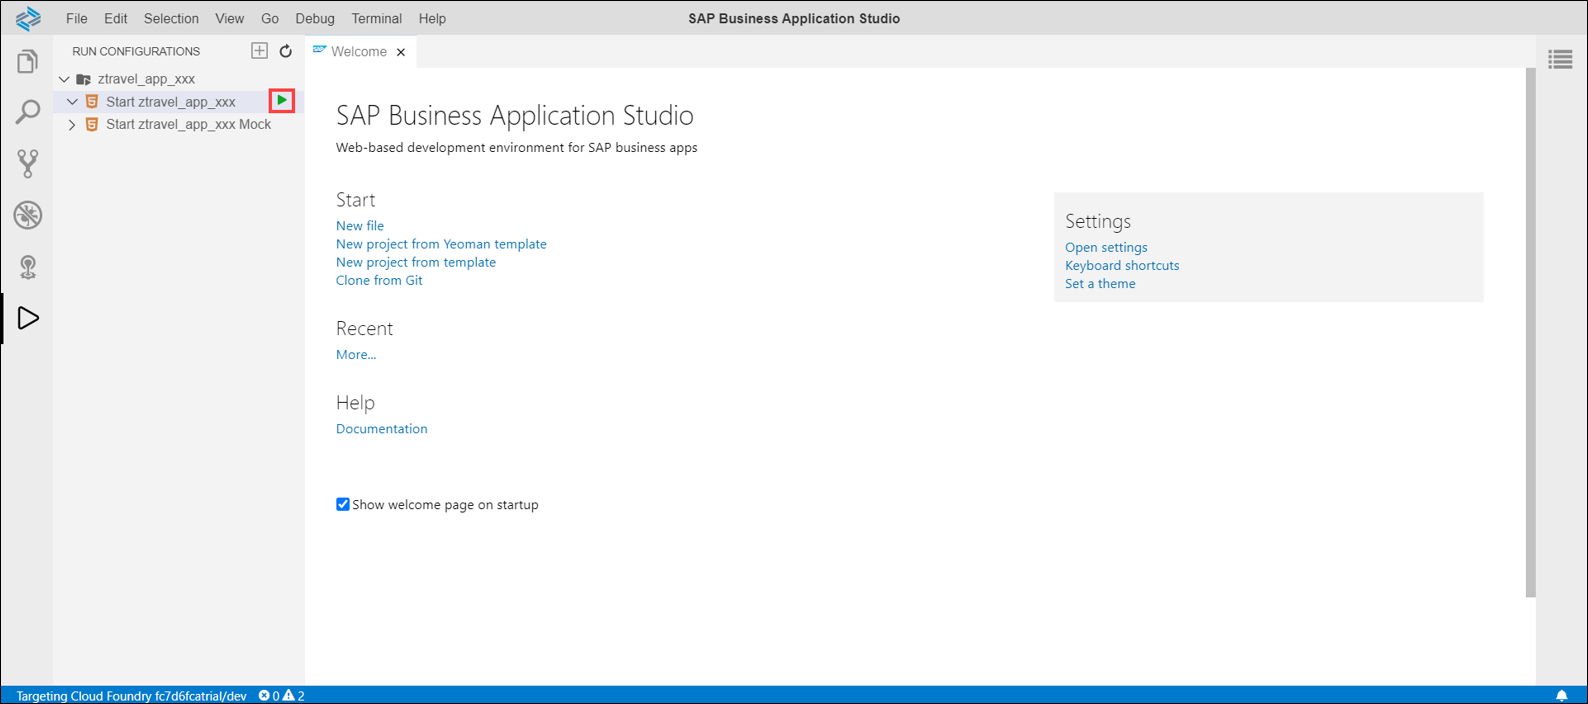 File Edit Selection View Go Debug Terminal Help SAP Business Application Studio
RUN CONFIGURATIONS
ztravel_app_xxx
Start ztravel_app_xxx
Start ztravel_app_xxx Mock
SAP Welcome
SAP Business Application Studio
Web-based development environment for SAP business apps
Start
New file
New project from Yeoman template
New project from template
Clone from Git
Recent
More...
Help
Documentation
Show welcome page on startup
Settings
Open settings
Keyboard shortcuts
Set a theme
Targeting Cloud Foundry fc7d6fcatrial/dev 0 2